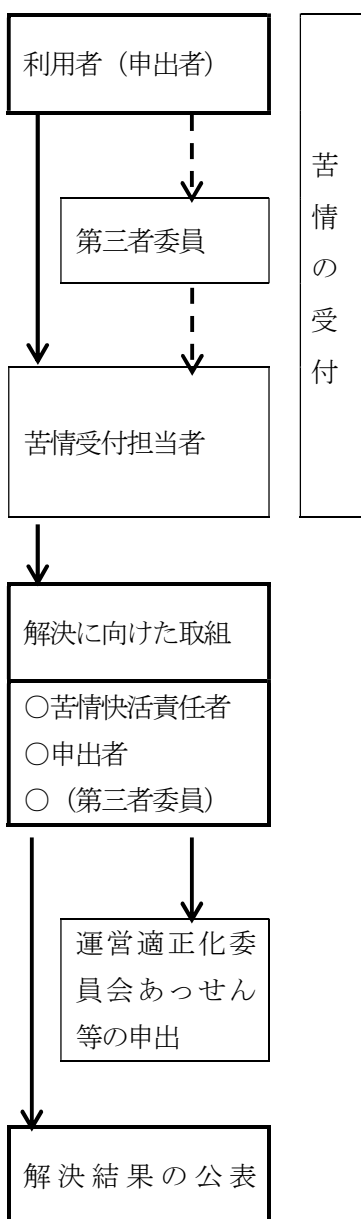 利用者（申出者）
苦情の受付
第三者委員
苦情受付担当者
解決に向けた取組
○苦情快活責任者
○申出者
○（第三者委員）
運営適正化委
員会あっせん
等の申出
解決結果の公表